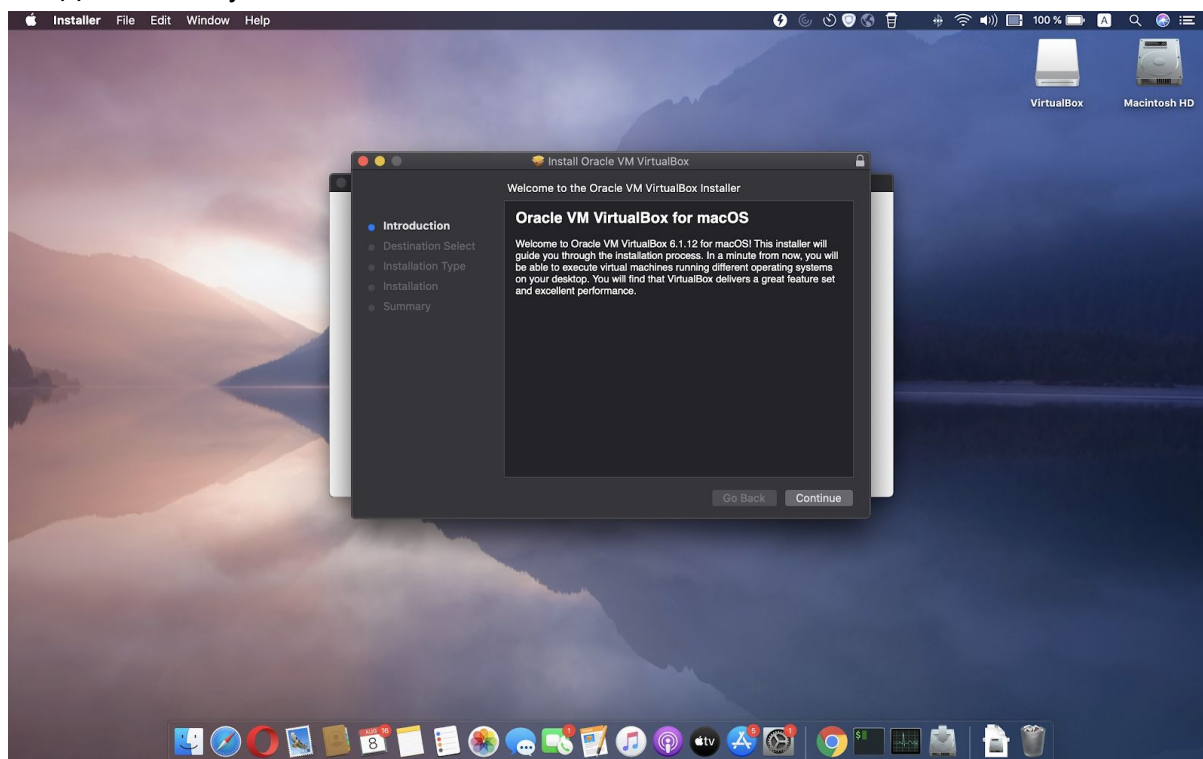 Installer File Edit Window Help 100 % A
VirtualBox Macintosh HD
Install Oracle VM VirtualBox
Welcome to the Oracle VM VirtualBox Installer
Introduction
Destination Select
Installation Type
Installation
Summary
Oracle VM VirtualBox for macOS
Welcome to Oracle VM VirtualBox 6.1.12 for macOS! This installer will
guide you through the installation process. In a minute from now, you will
be able to execute virtual machines running different operating systems
on your desktop. You will find that VirtualBox delivers a great feature set
and excellent performance.
Go Back Continue
8
tv